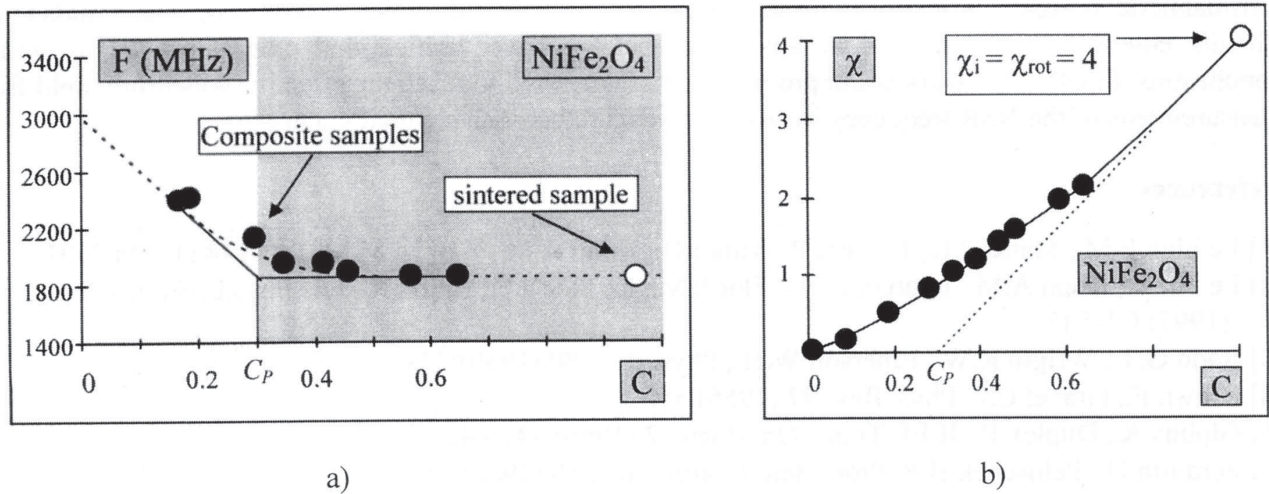 F (MHz)
NiFe₂O₄
3400
3000
2600
2200
1800
1400
Composite samples
sintered sample
0
0.2
C_P
0.4
0.6
C
a)
χ
χᵢ = χ_rot = 4
4
3
2
1
NiFe₂O₄
0
0.2
C_P
0.4
0.6
C
b)